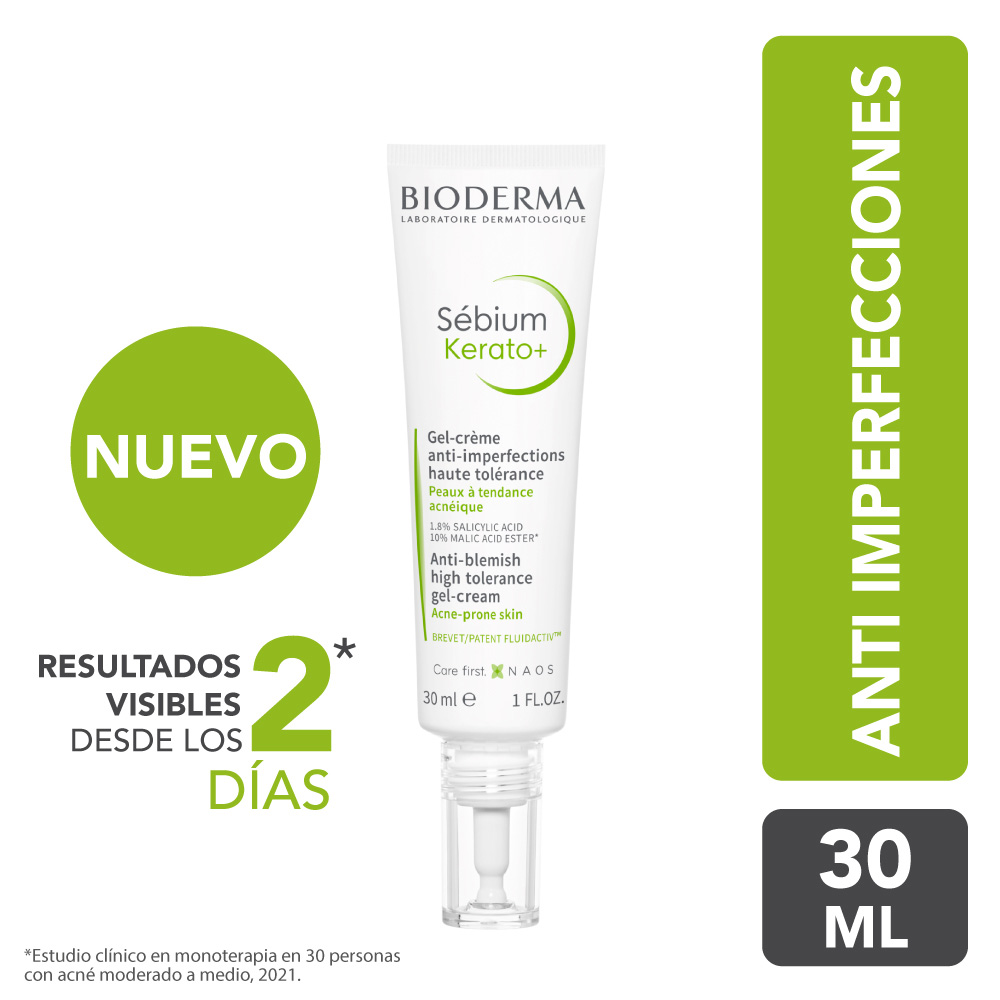 NUEVO
RESULTADOS
VISIBLES
DESDE LOS
2*
DÍAS
*Estudio clínico en monoterapia en 30 personas
con acné moderado a medio, 2021.
BIODERMA
LABORATOIRE DERMATOLOGIQUE
Sébium
Kerato+
Gel-crème
anti-imperfections
haute tolérance
Peaux à tendance
acnéique
1.8% SALICYLIC ACID
10% MALIC ACID ESTER*
Anti-blemish
high tolerance
gel-cream
Acne-prone skin
BREVET/PATENT FLUIDACTIV™
Care first. NAOS
30 ml ℮ 1 FL.OZ.
ANTI IMPERFECCIONES
30
ML